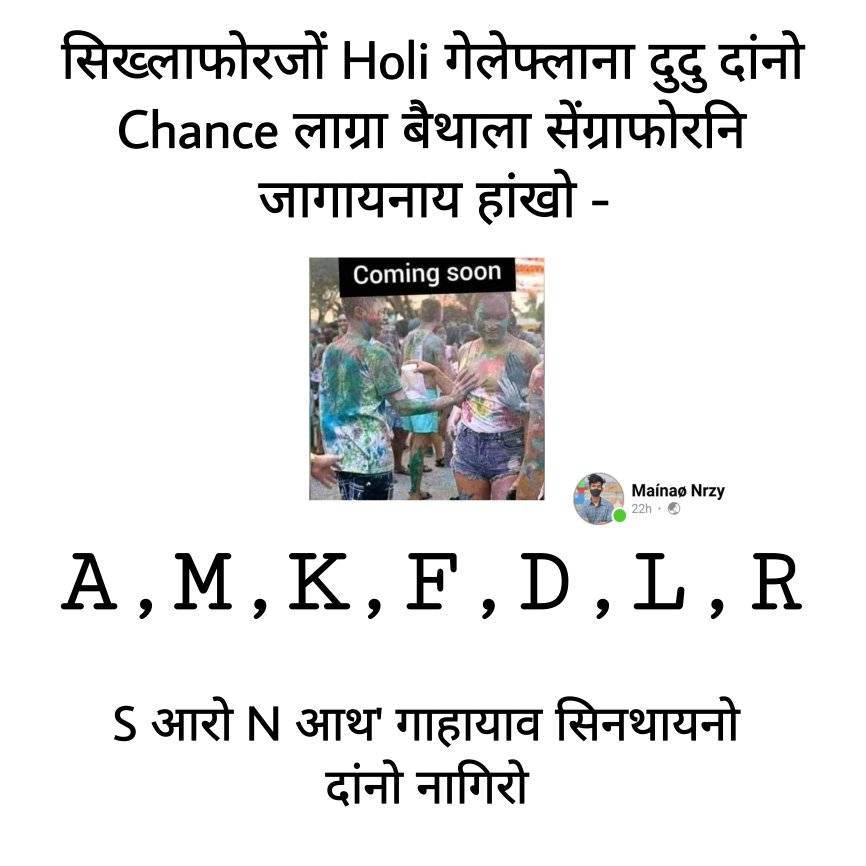 सिख्लाफोरजों Holi गेलेफ्लाना दुदु दांनो
Chance लाग्रा बैथाला सेंग्राफोरनि
जागायनाय हांखो -
Coming soon
Maínaø Nrzy
22h ·
A , M , K , F , D , L , R
S आरो N आथ' गाहायाव सिनथायनो
दांनो नागिरो